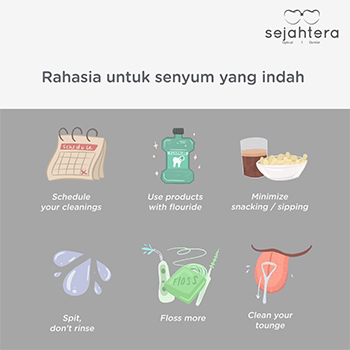 sejahtera
Rahasia untuk senyum yang indah
SCHEDULE
Schedule
your cleanings
Use products
with flouride
Minimize
snacking / sipping
FLOSS
Spit,
don't rinse
Floss more
Clean your
tounge